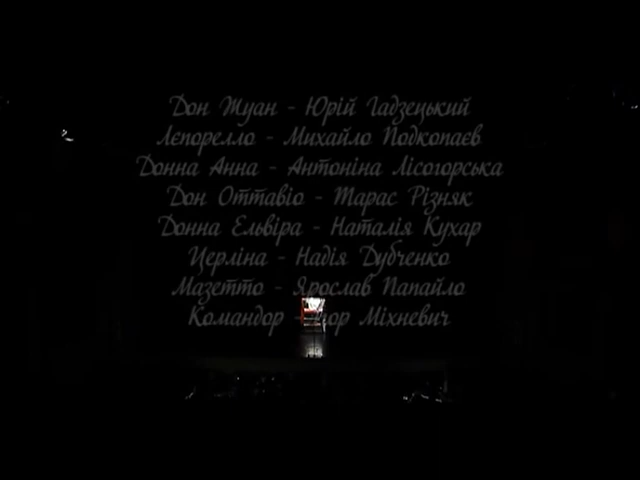 Дон Жуан - Юрій Гадзецький
Лєпорелло - Михайло Подкопаєв
Донна Анна - Антоніна Лісогорська
Дон Оттавіо - Тарас Різняк
Донна Ельвіра - Наталія Кухар
Церліна - Надія Дубченко
Мазетто - Ярослав Папайло
Командор - Міхневич